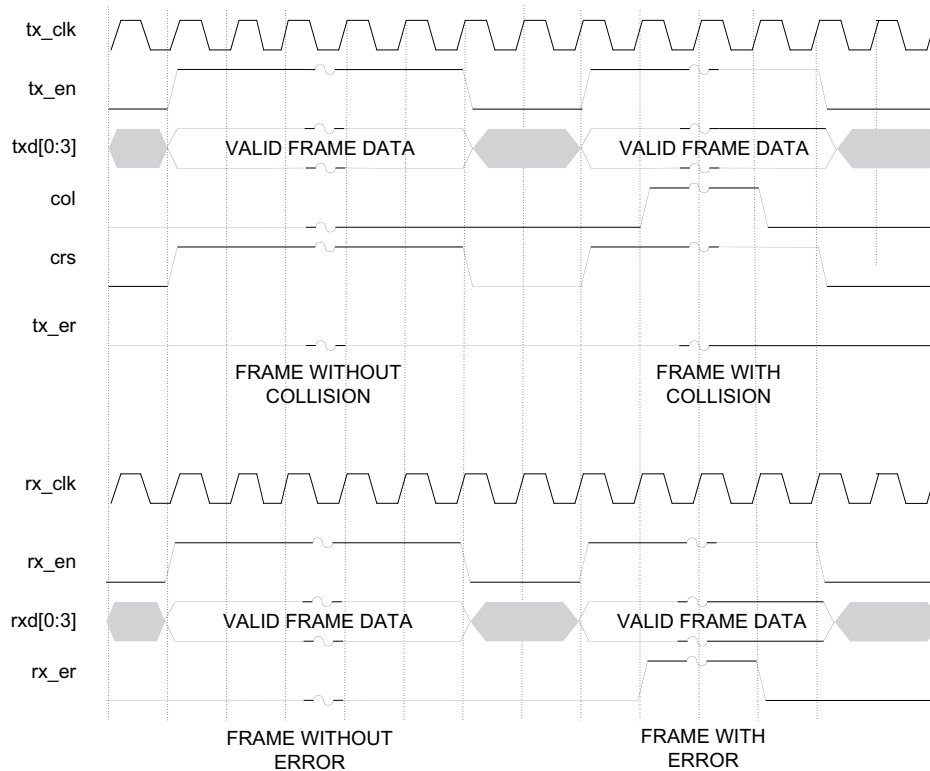 tx_clk
tx_en
txd[0:3]
VALID FRAME DATA
VALID FRAME DATA
col
crs
tx_er
FRAME WITHOUT
COLLISION
FRAME WITH
COLLISION
rx_clk
rx_en
rxd[0:3]
VALID FRAME DATA
VALID FRAME DATA
rx_er
FRAME WITHOUT
ERROR
FRAME WITH
ERROR